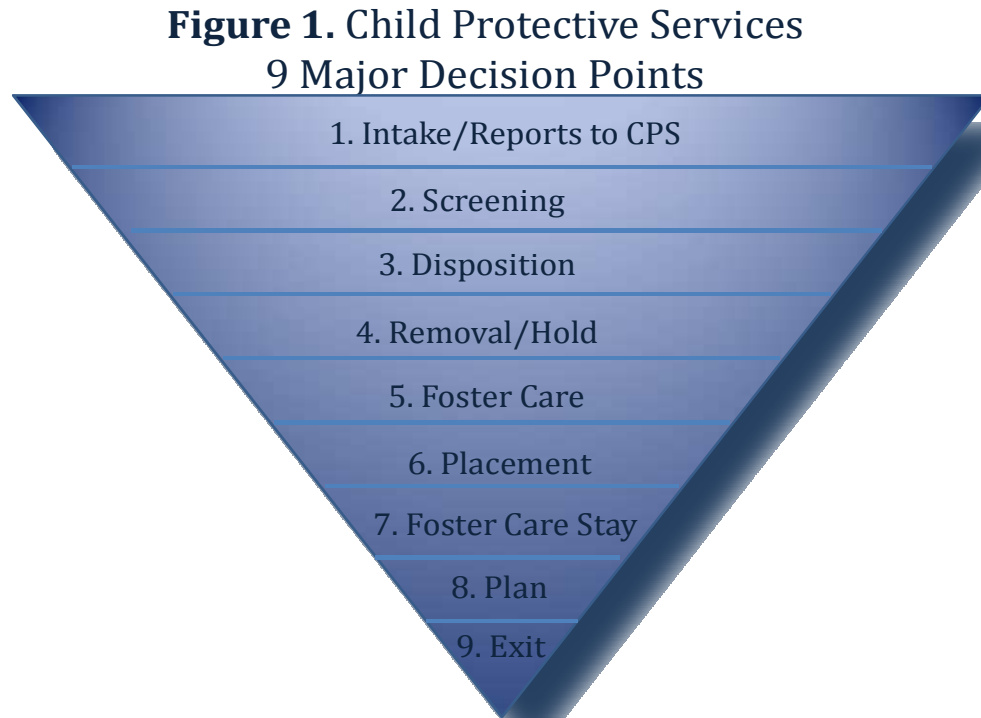 Figure 1. Child Protective Services
9 Major Decision Points
1. Intake/Reports to CPS
2. Screening
3. Disposition
4. Removal/Hold
5. Foster Care
6. Placement
7. Foster Care Stay
8. Plan
9. Exit